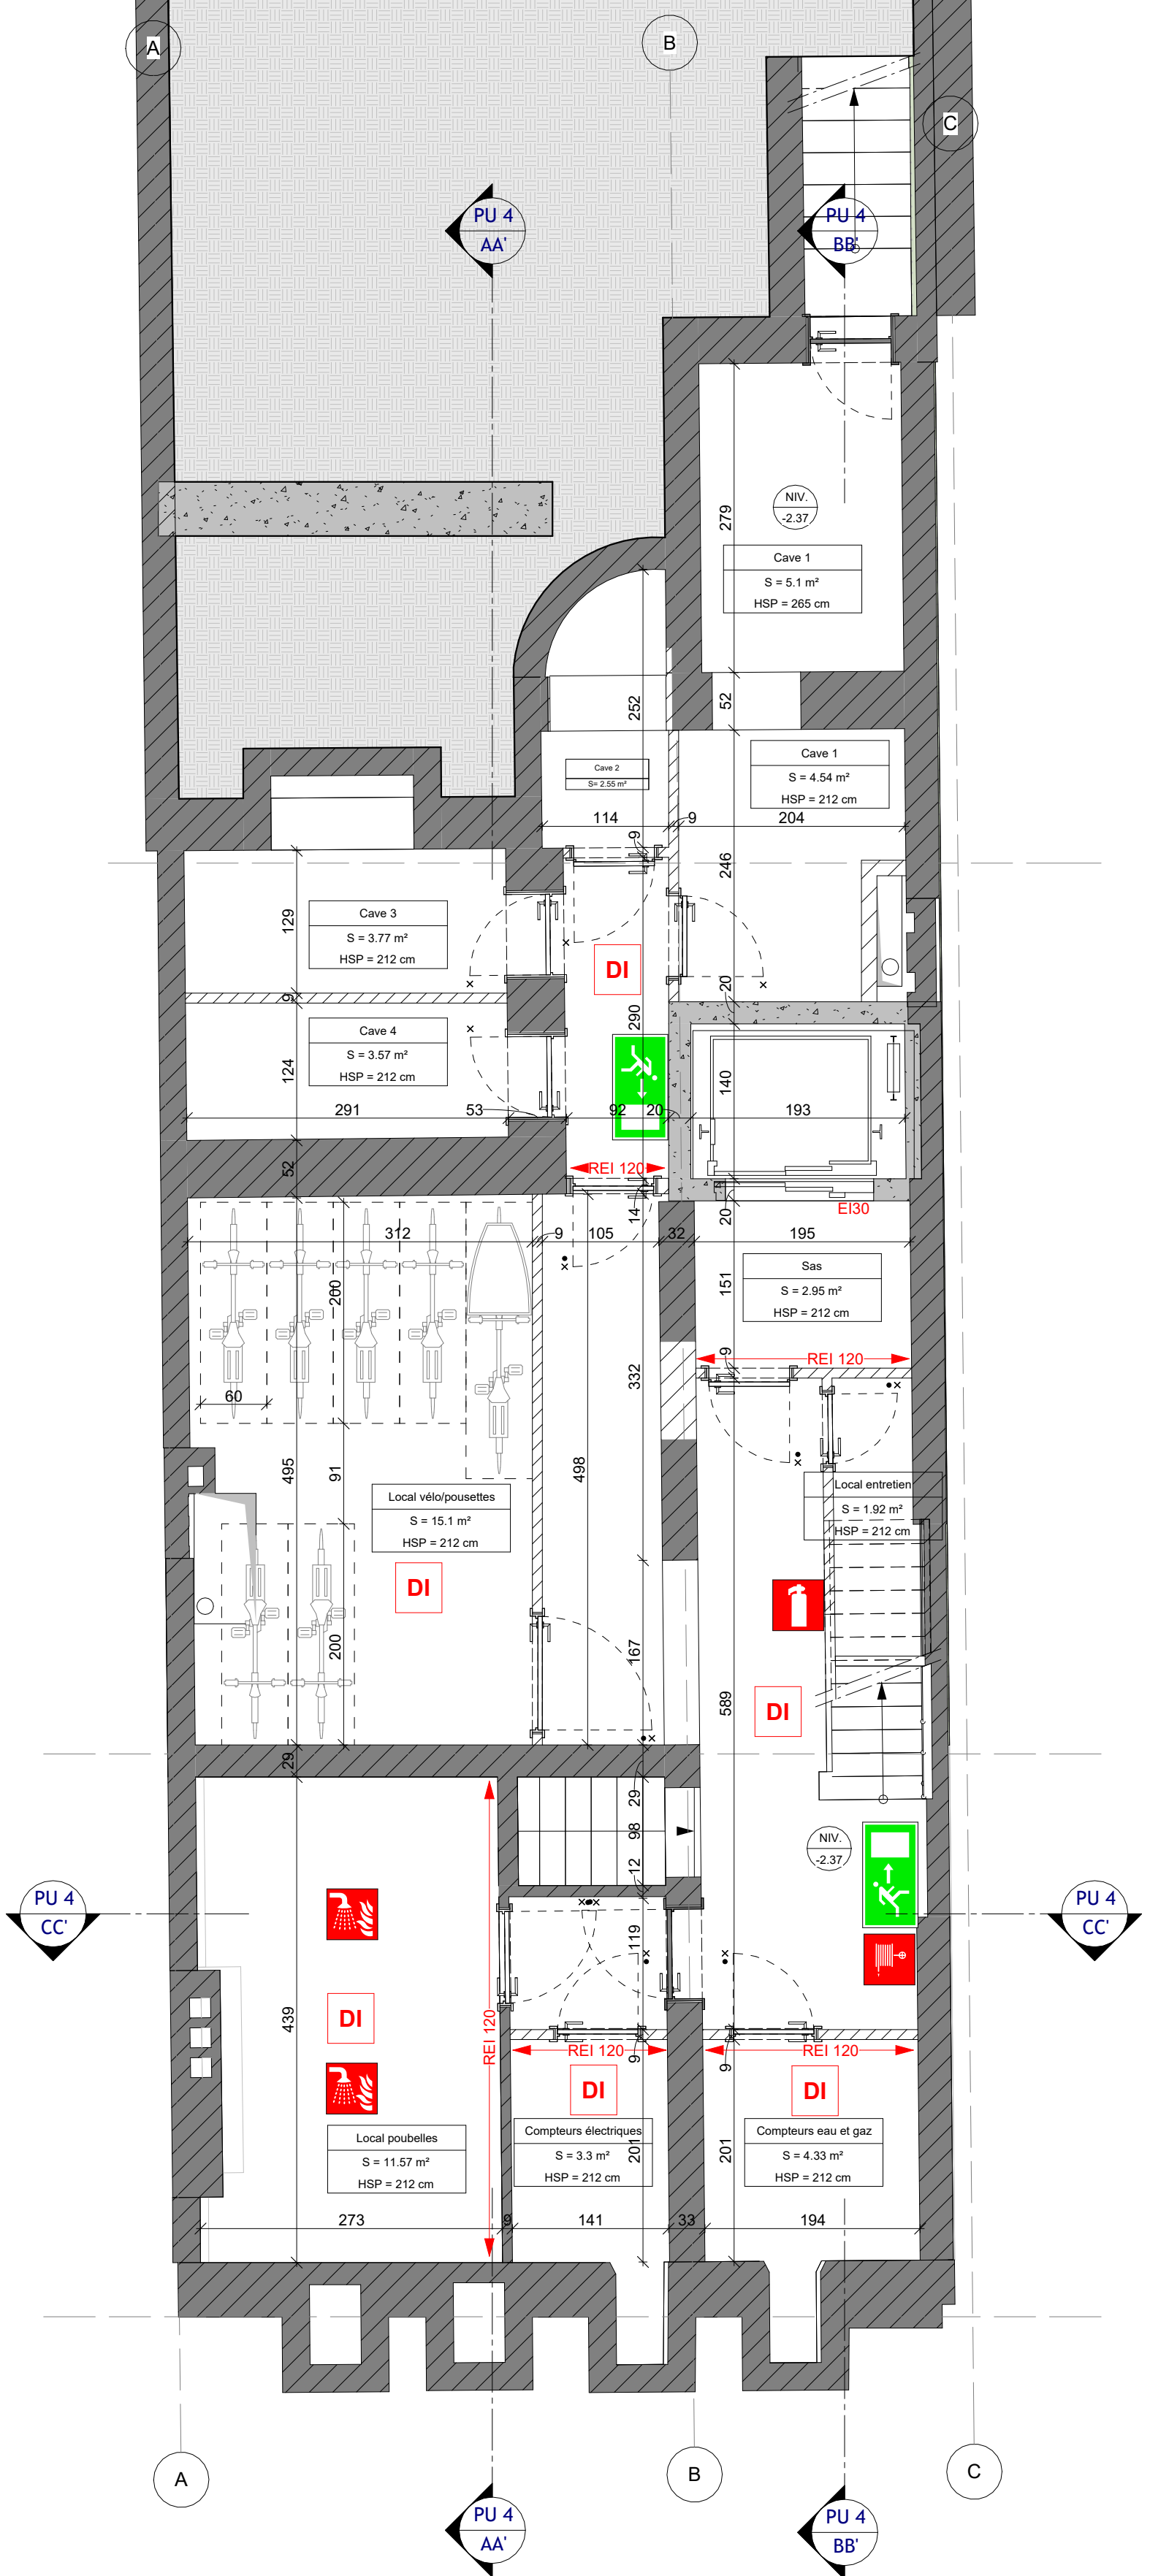 A
B
C
PU 4
AA'
PU 4
BB'
279
NIV.
-2.37
Cave 1
S = 5.1 m²
HSP = 265 cm
252
52
Cave 1
S = 4.54 m²
HSP = 212 cm
Cave 2
S= 2.55 m²
114
9
204
9
246
129
Cave 3
S = 3.77 m²
HSP = 212 cm
DI
20
9
290
Cave 4
S = 3.57 m²
HSP = 212 cm
124
140
291
53
92
20
193
52
REI 120
14
20
EI30
312
9
105
32
195
200
151
Sas
S = 2.95 m²
HSP = 212 cm
9
REI 120
332
60
495
91
498
Local vélo/pousettes
S = 15.1 m²
HSP = 212 cm
Local entretien
S = 1.92 m²
HSP = 212 cm
DI
200
167
589
DI
29
29
98
NIV.
-2.37
12
PU 4
CC'
PU 4
CC'
119
439
DI
REI 120
REI 120
9
REI 120
9
DI
DI
Local poubelles
S = 11.57 m²
HSP = 212 cm
Compteurs électriques
S = 3.3 m²
HSP = 212 cm
201
201
Compteurs eau et gaz
S = 4.33 m²
HSP = 212 cm
273
9
141
33
194
A
B
C
PU 4
AA'
PU 4
BB'